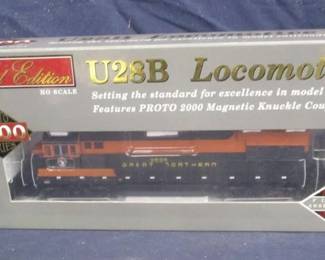 d Edition
HO SCALE
U28B Locomot
Setting the standard for excellence in model
Features PROTO 2000 Magnetic Knuckle Cou
GREAT NORTHERN